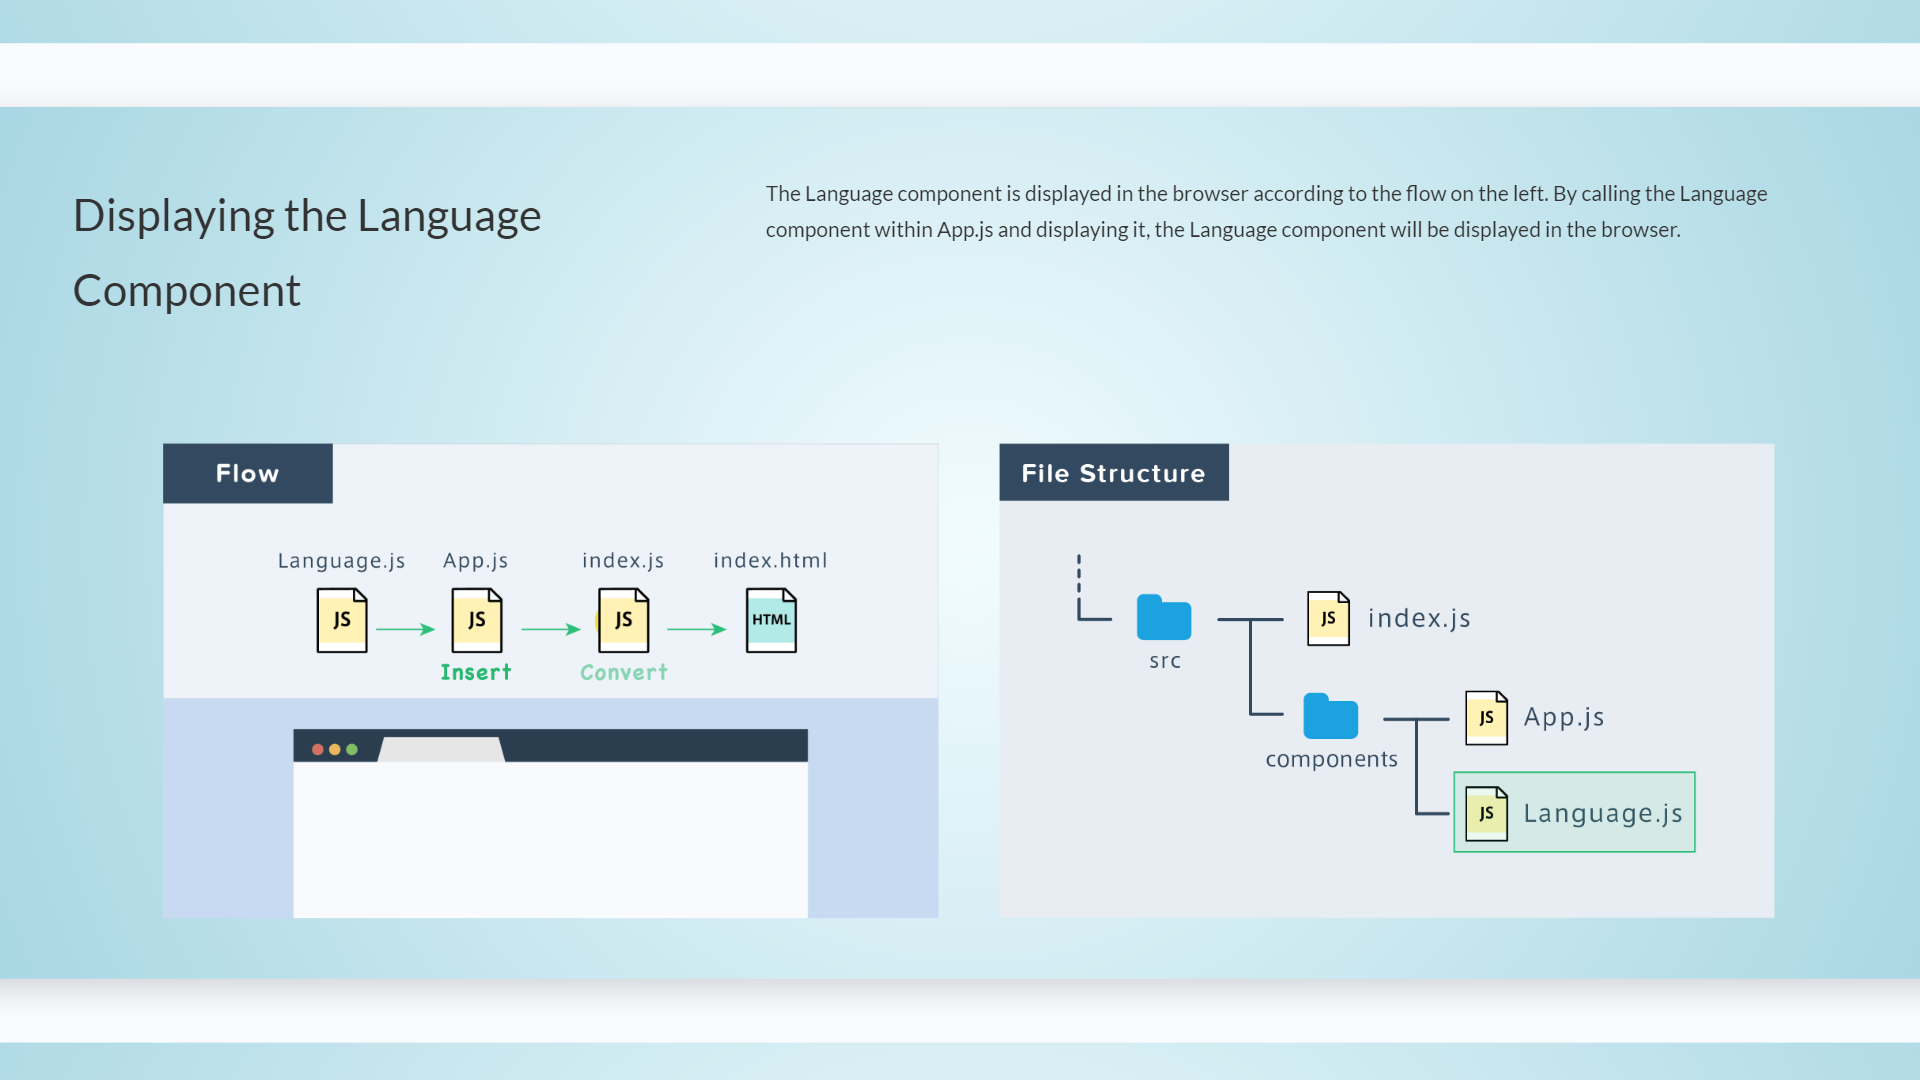 Displaying the Language
Component
The Language component is displayed in the browser according to the flow on the left. By calling the Language
component within App.js and displaying it, the Language component will be displayed in the browser.
Flow
Language.js
App.js
index.js
index.html
JS
JS
JS
HTML
Insert
Convert
File Structure
src
JS
index.js
components
JS
App.js
JS
Language.js